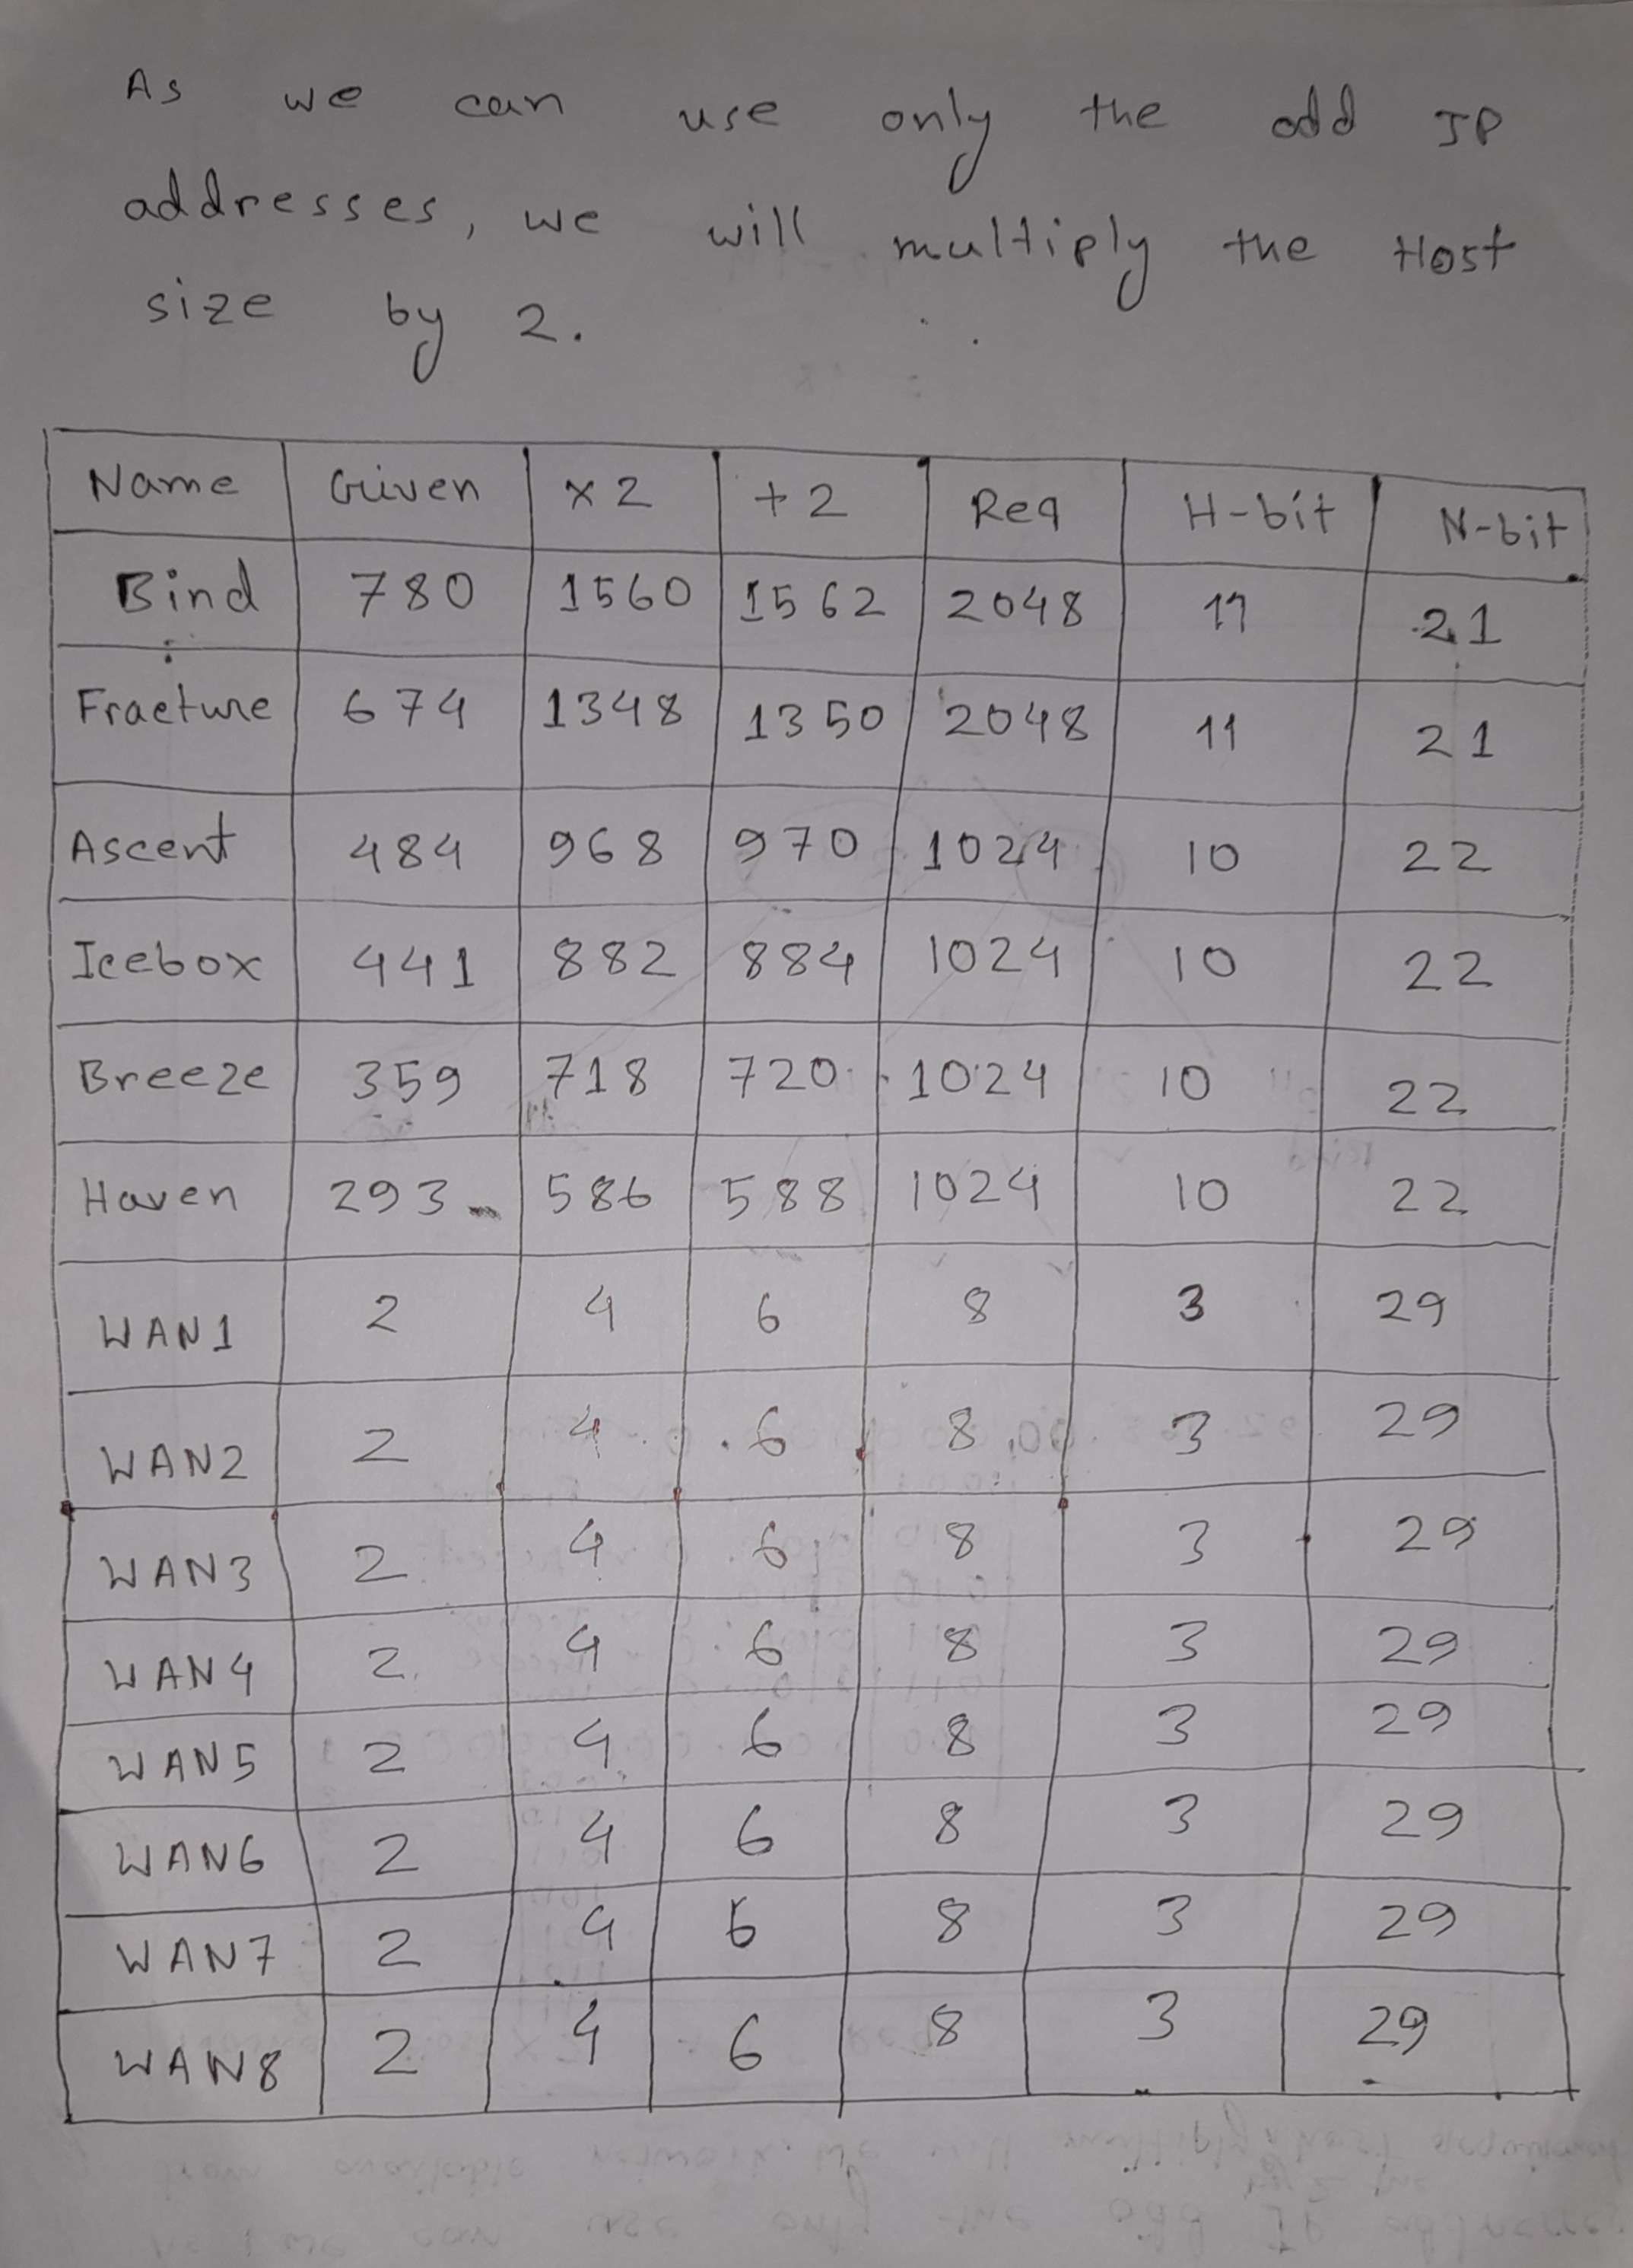 As we can use only the odd IP
addresses, we will multiply the Host
size by 2.
Name Given x2 +2 Req H-bit N-bit
Bind 780 1560 1562 2048 11 21
Fracture 674 1348 1350 2048 11 21
Ascent 484 968 970 1024 10 22
Icebox 441 882 884 1024 10 22
Breeze 359 718 720 1024 10 22
Haven 293 586 588 1024 10 22
WAN1 2 4 6 8 3 29
WAN2 2 4 6 8 3 29
WAN3 2 4 6 8 3 29
WAN4 2 4 6 8 3 29
WAN5 2 4 6 8 3 29
WAN6 2 4 6 8 3 29
WAN7 2 4 6 8 3 29
WAN8 2 4 6 8 3 29